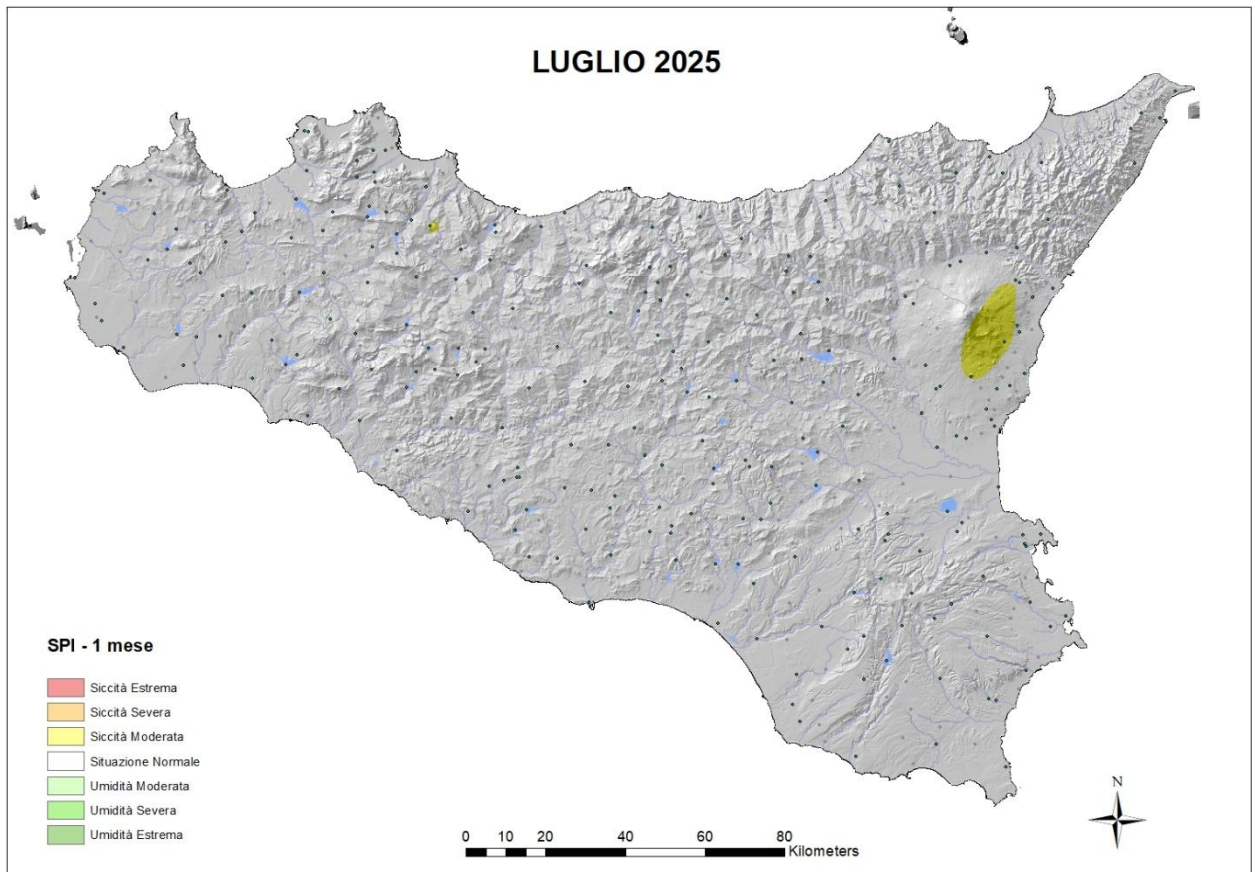 LUGLIO 2025
SPI - 1 mese
Siccità Estrema
Siccità Severa
Siccità Moderata
Situazione Normale
Umidità Moderata
Umidità Severa
Umidità Estrema
N
0 10 20 40 60 80
Kilometers